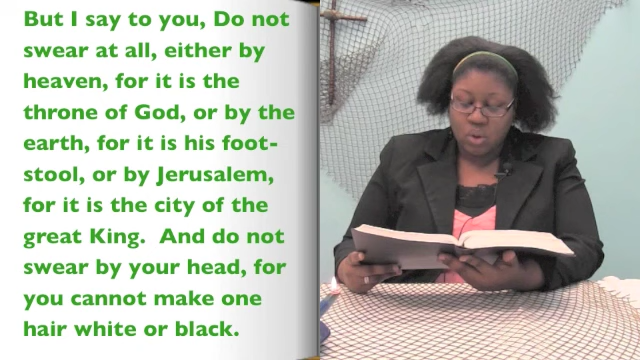 But I say to you, Do not
swear at all, either by
heaven, for it is the
throne of God, or by the
earth, for it is his foot-
stool, or by Jerusalem,
for it is the city of the
great King.  And do not
swear by your head, for
you cannot make one
hair white or black.